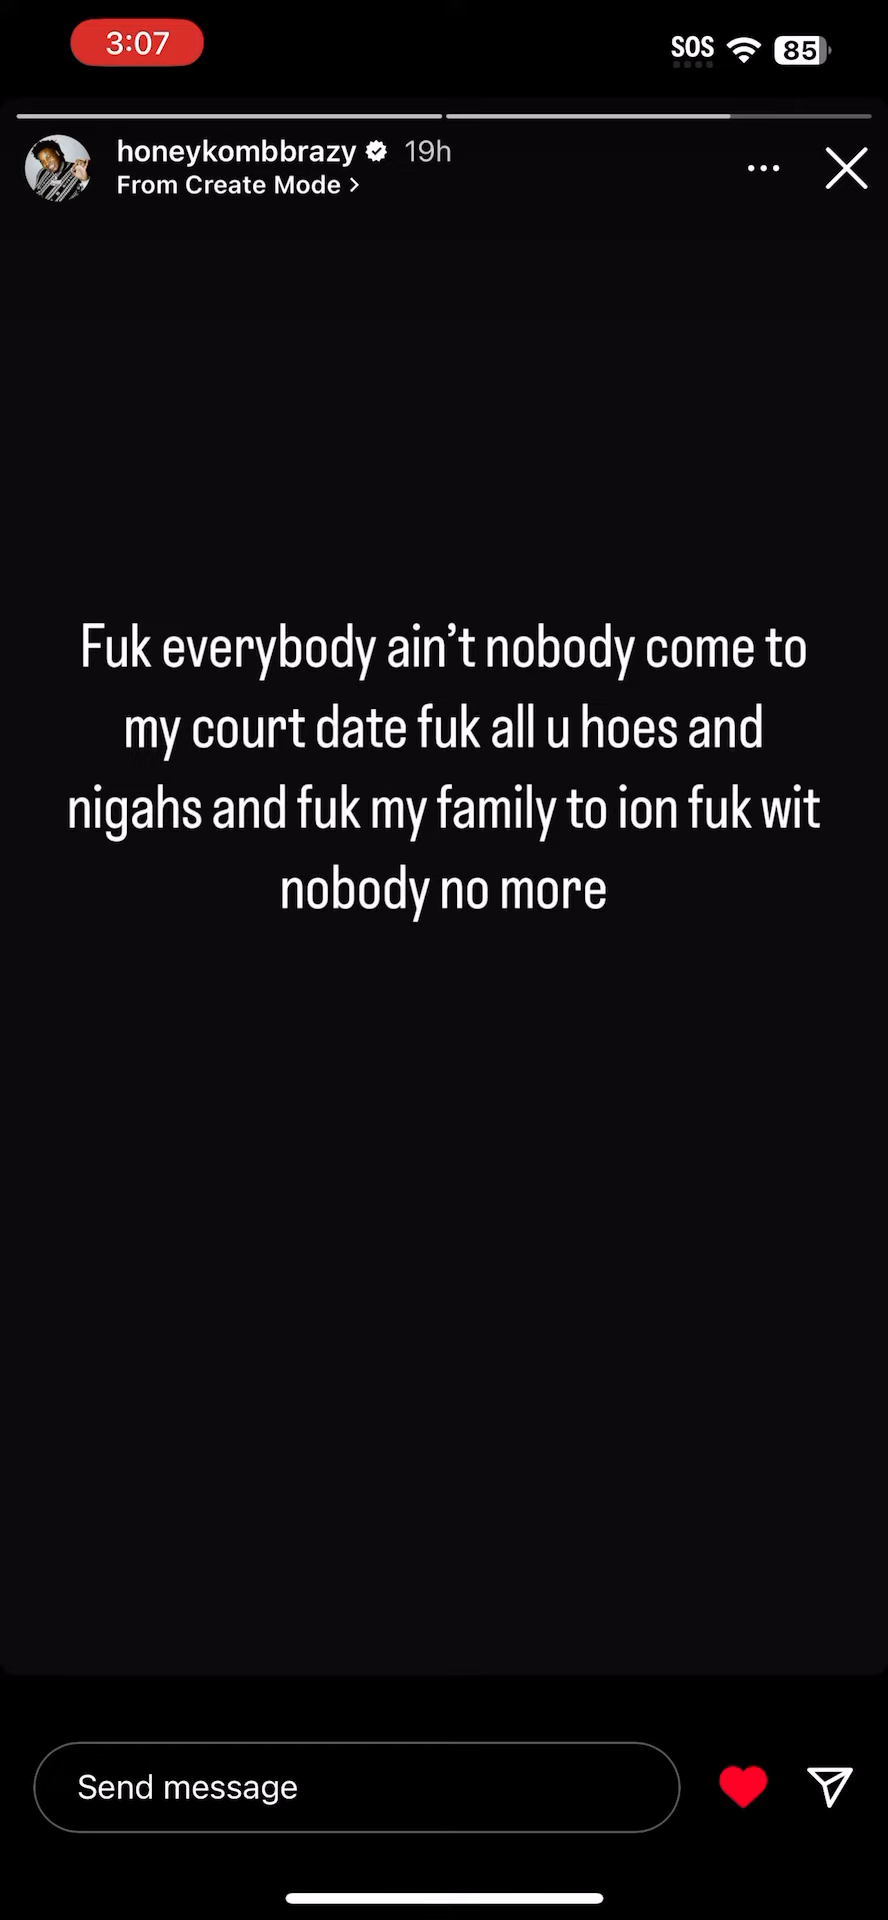 3:07
SOS
85
honeykombbrazy 19h
From Create Mode >
Fuk everybody ain't nobody come to
my court date fuk all u hoes and
nigahs and fuk my family to ion fuk wit
nobody no more
Send message